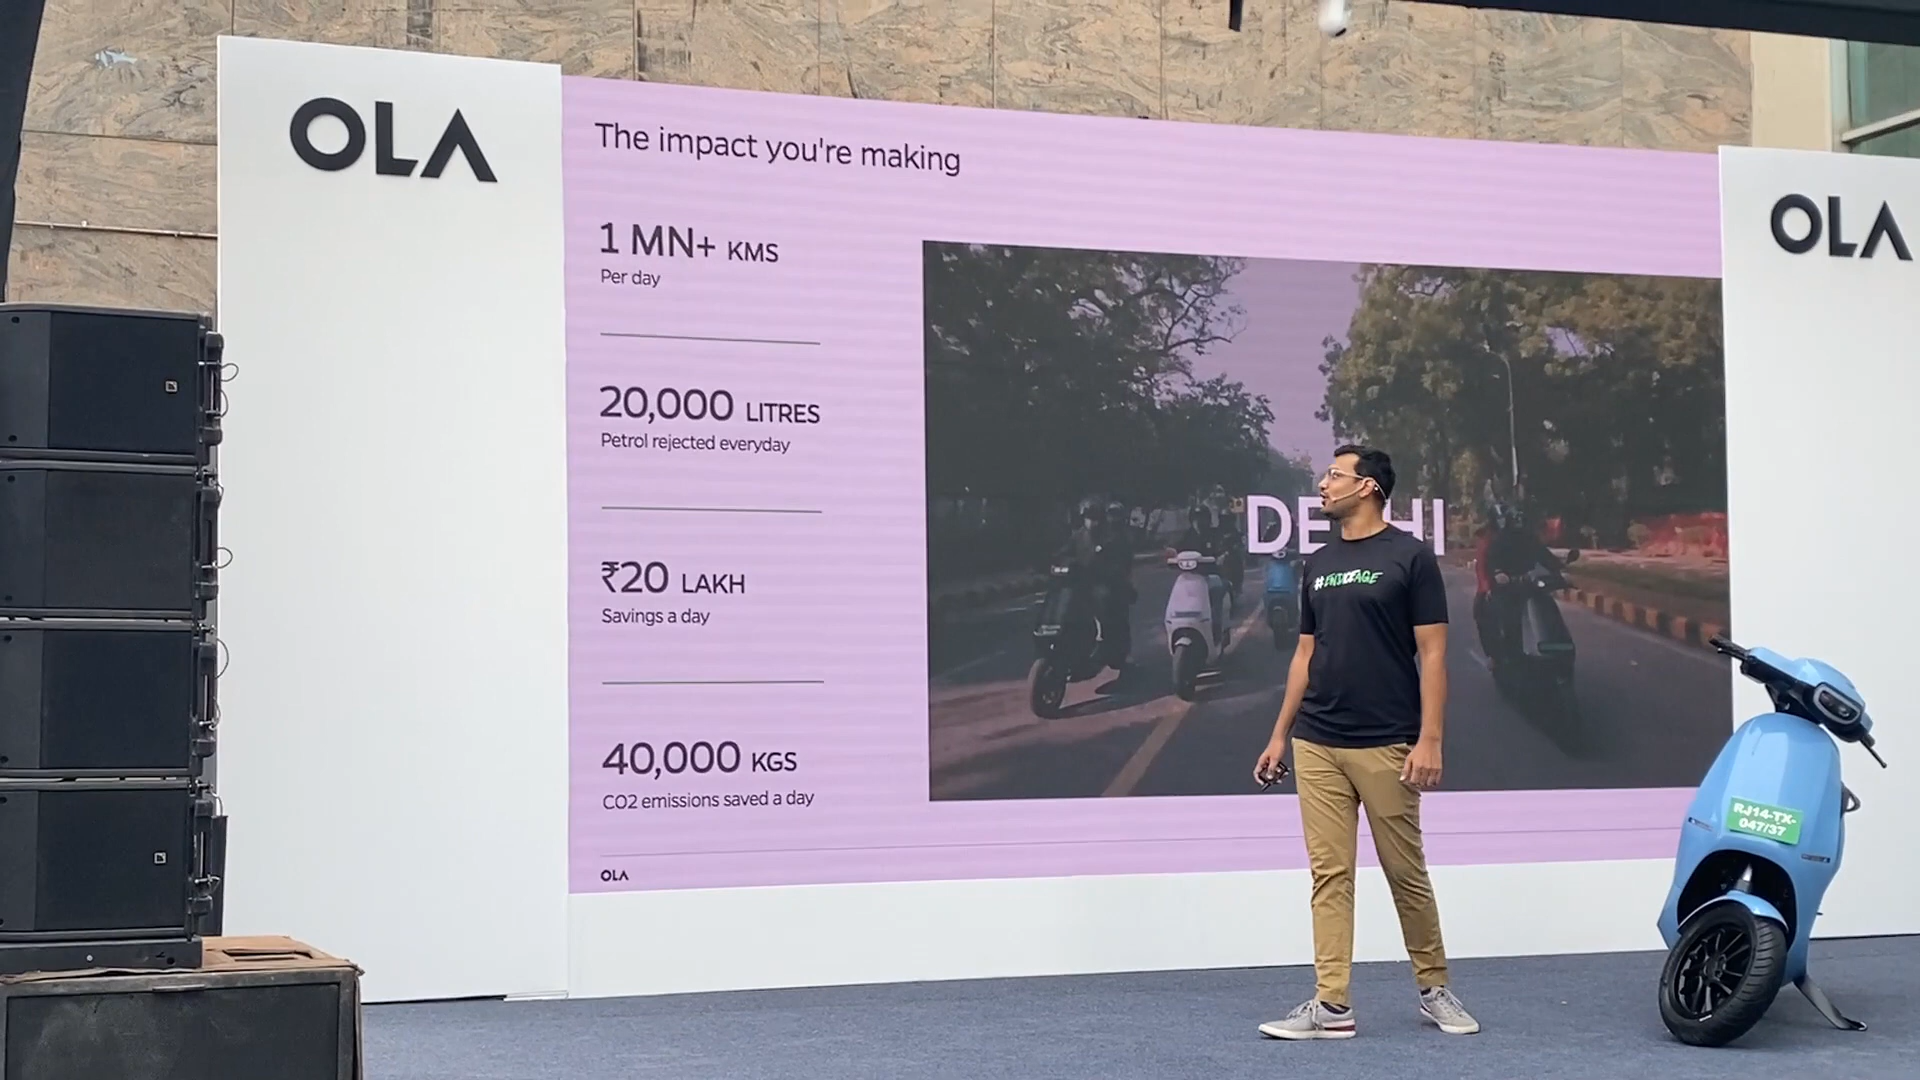 OLA
The impact you're making
1 MN+ KMS
Per day
20,000 LITRES
Petrol rejected everyday
₹20 LAKH
Savings a day
40,000 KGS
CO2 emissions saved a day
OLA
OLA
#ENDICEAGE
RJ14-TX-
047/37